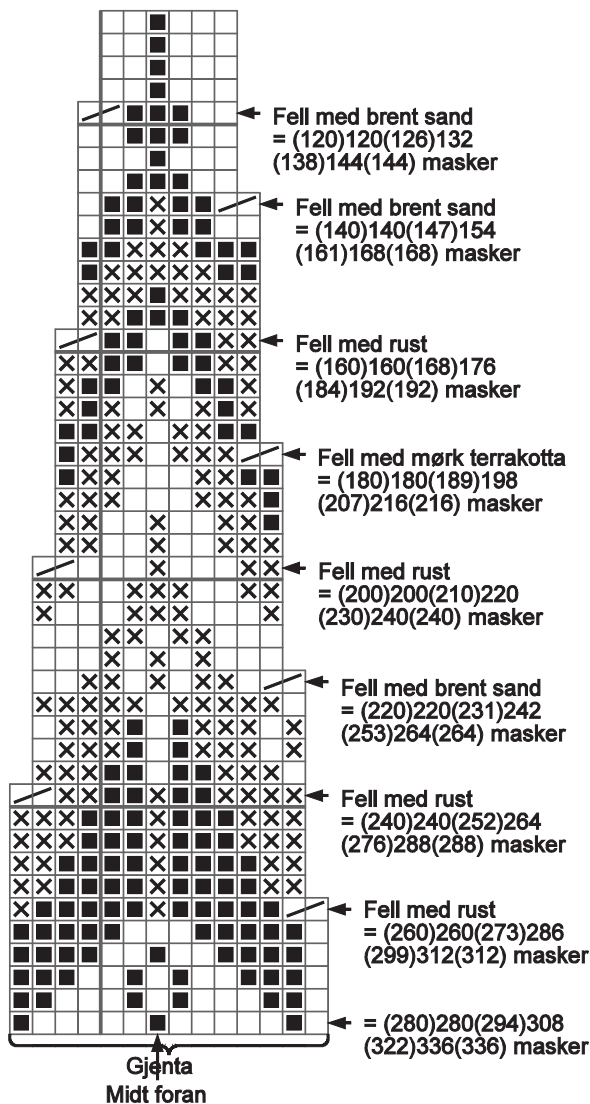 Fell med brent sand
= (120)120(126)132
(138)144(144) masker
Fell med brent sand
= (140)140(147)154
(161)168(168) masker
Fell med rust
= (160)160(168)176
(184)192(192) masker
Fell med mørk terrakotta
= (180)180(189)198
(207)216(216) masker
Fell med rust
= (200)200(210)220
(230)240(240) masker
Fell med brent sand
= (220)220(231)242
(253)264(264) masker
Fell med rust
= (240)240(252)264
(276)288(288) masker
Fell med rust
= (260)260(273)286
(299)312(312) masker
= (280)280(294)308
(322)336(336) masker
Gjenta
Midt foran